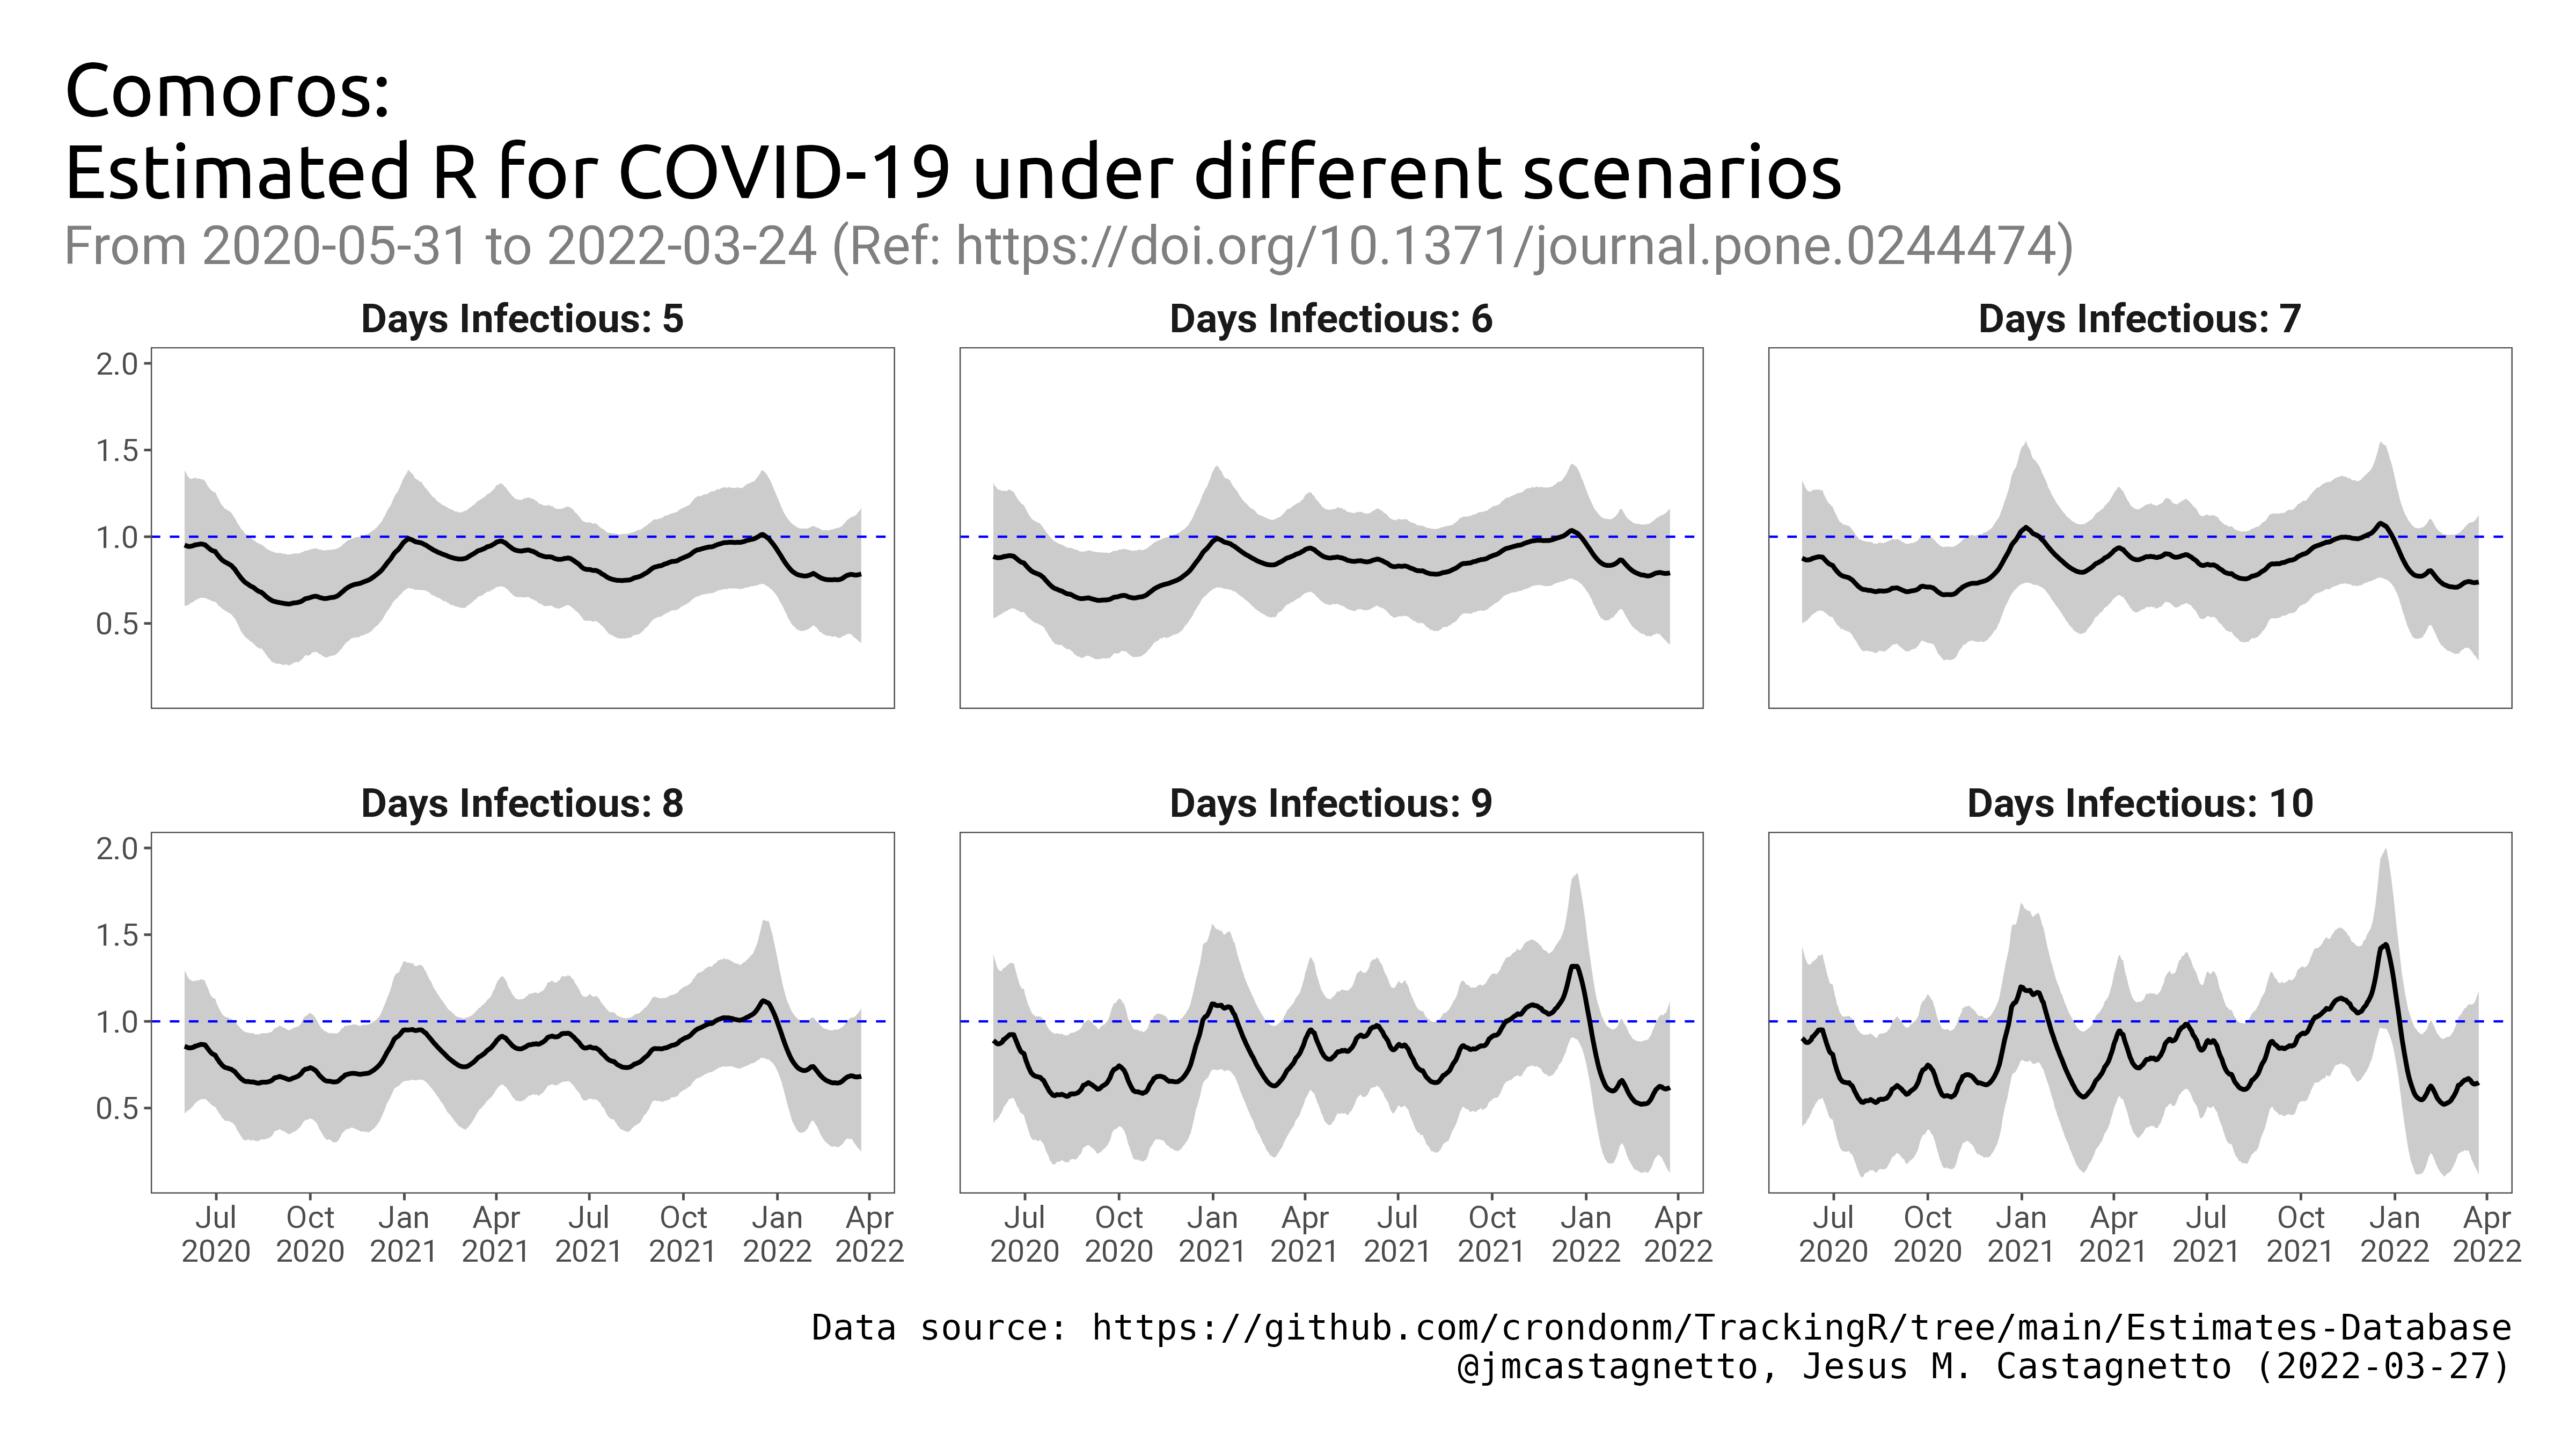 Comoros:
Estimated R for COVID-19 under different scenarios
From 2020-05-31 to 2022-03-24 (Ref: https://doi.org/10.1371/journal.pone.0244474)
Days Infectious: 5
Days Infectious: 6
Days Infectious: 7
2.0
1.5
1.0
0.5
Days Infectious: 8
Days Infectious: 9
Days Infectious: 10
2.0
1.5
1.0
0.5
Jul Oct Jan Apr Jul Oct Jan Apr
2020 2020 2021 2021 2021 2021 2022 2022
Jul Oct Jan Apr Jul Oct Jan Apr
2020 2020 2021 2021 2021 2021 2022 2022
Jul Oct Jan Apr Jul Oct Jan Apr
2020 2020 2021 2021 2021 2021 2022 2022
Data source: https://github.com/crondonm/TrackingR/tree/main/Estimates-Database
@jmcastagnetto, Jesus M. Castagnetto (2022-03-27)